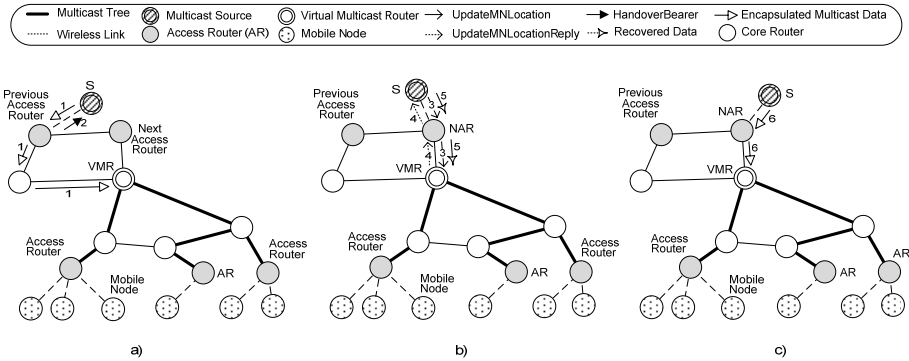 Multicast Tree
Multicast Source
Virtual Multicast Router
UpdateMNLocation
HandoverBearer
Encapsulated Multicast Data
Wireless Link
Access Router (AR)
Mobile Node
UpdateMNLocationReply
Recovered Data
Core Router
S
Previous
Access
Router
1
2
Next
Access
Router
1
VMR
1
Access
Router
Access
Router
AR
Mobile
Node
a)
S
5
3
4
Previous
Access Router
NAR
4
3
5
VMR
Access
Router
Access
Router
AR
Mobile
Node
b)
S
6
Previous
Access Router
NAR
6
VMR
Access
Router
AR
AR
Mobile
Node
c)